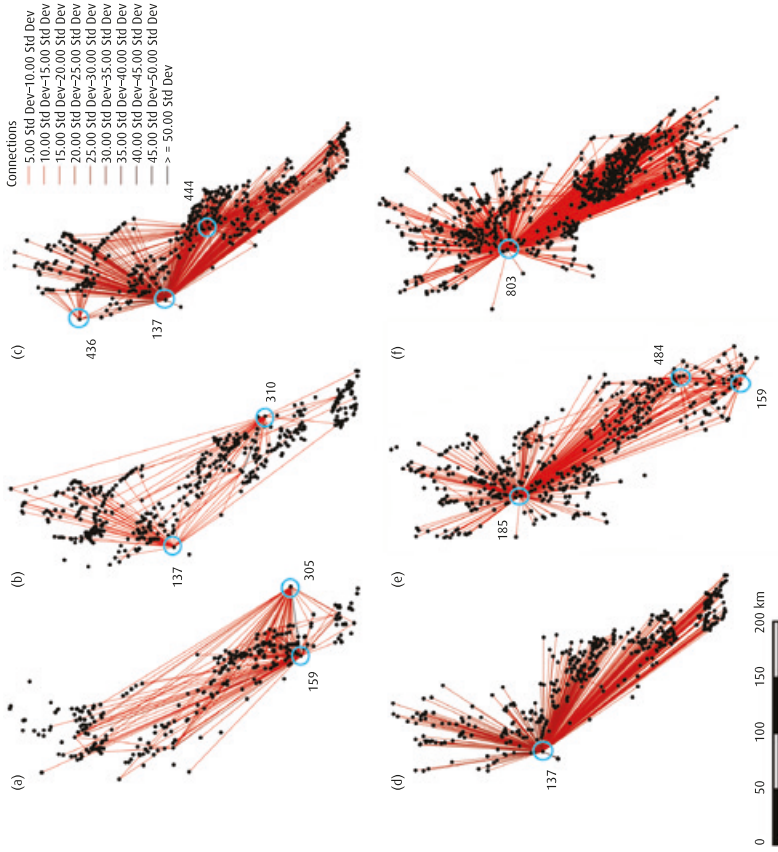 Connections
5.00 Std Dev–10.00 Std Dev
10.00 Std Dev–15.00 Std Dev
15.00 Std Dev–20.00 Std Dev
20.00 Std Dev–25.00 Std Dev
25.00 Std Dev–30.00 Std Dev
30.00 Std Dev–35.00 Std Dev
35.00 Std Dev–40.00 Std Dev
40.00 Std Dev–45.00 Std Dev
45.00 Std Dev–50.00 Std Dev
> = 50.00 Std Dev
(a)
159
305
(b)
137
310
(c)
436
137
444
(d)
137
(e)
185
484
159
(f)
803
0 50 100 150 200 km